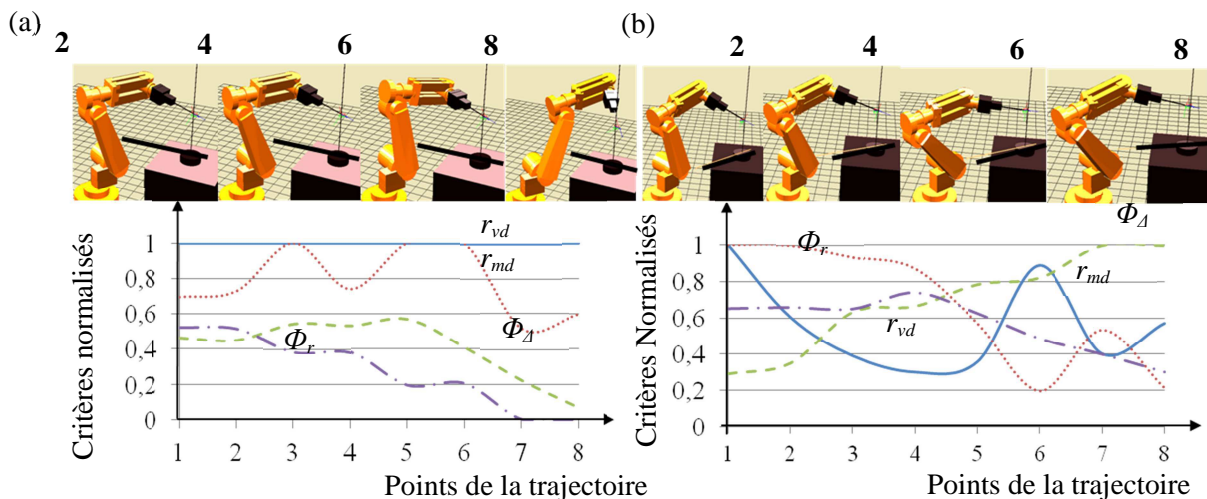 (a)
2 4 6 8
Critères normalisés
1
0,8
0,6
0,4
0,2
0
r_vd
r_md
Φ_Δ
Φ_r
1 2 3 4 5 6 7 8
Points de la trajectoire
(b)
2 4 6 8
Critères Normalisés
1
0,8
0,6
0,4
0,2
0
Φ_Δ
Φ_r
r_md
r_vd
1 2 3 4 5 6 7 8
Points de la trajectoire